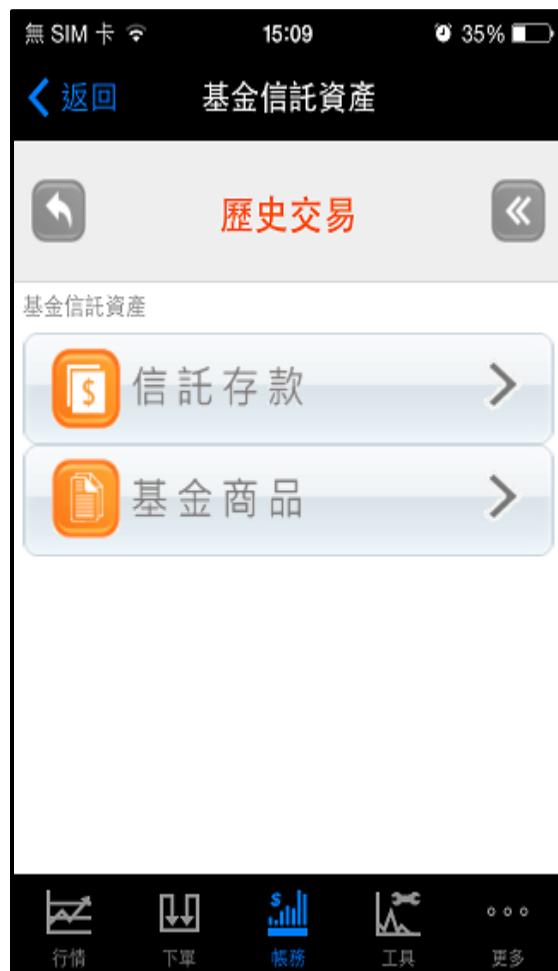 無 SIM 卡 15:09 35%
返回 基金信託資產
歷史交易
基金信託資產
信託存款
基金商品
行情 下單 帳務 工具 更多